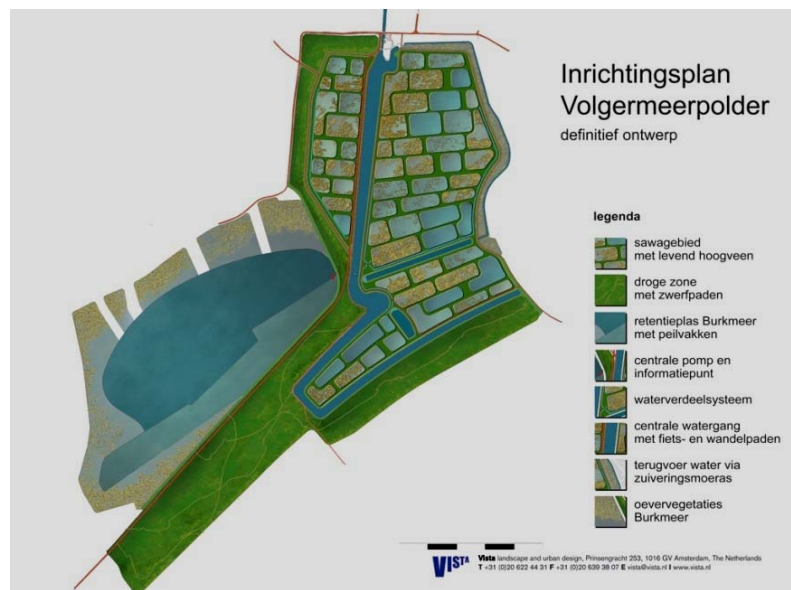 Inrichtingsplan
Volgermeerpolder
definitief ontwerp
legenda
sawagebied
met levend hoogveen
droge zone
met zwerfpaden
retentieplas Burkmeer
met peilvakken
centrale pomp en
informatiepunt
waterverdeelsysteem
centrale watergang
met fiets- en wandelpaden
terugvoer water via
zuiveringsmoeras
oevervegetaties
Burkmeer
VISTA
Vista landscape and urban design, Prinsengracht 253, 1016 GV Amsterdam, The Netherlands
T +31 (0)20 622 44 31 F +31 (0)20 639 38 07 E vista@vista.nl I www.vista.nl